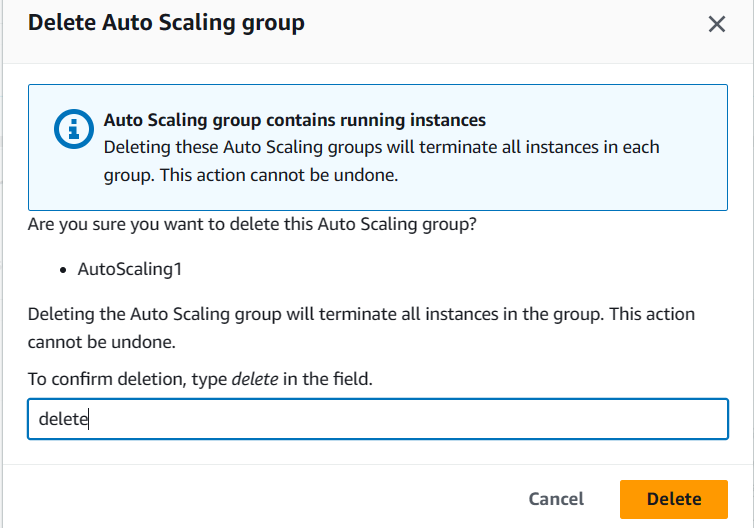 Delete Auto Scaling group
Auto Scaling group contains running instances
Deleting these Auto Scaling groups will terminate all instances in each
group. This action cannot be undone.
Are you sure you want to delete this Auto Scaling group?
• AutoScaling1
Deleting the Auto Scaling group will terminate all instances in the group. This action
cannot be undone.
To confirm deletion, type delete in the field.
delete
Cancel
Delete